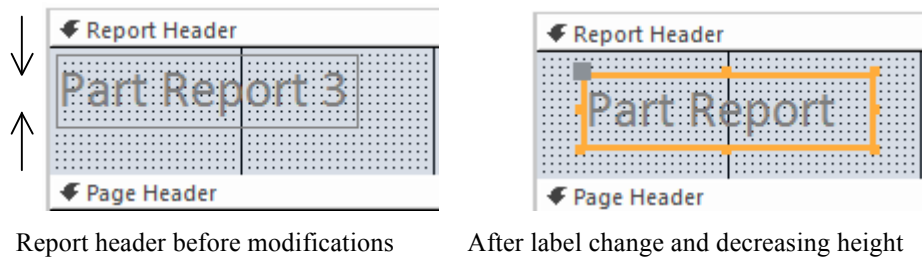 Report Header
Part Report 3
Page Header
Report header before modifications
Report Header
Part Report
Page Header
After label change and decreasing height